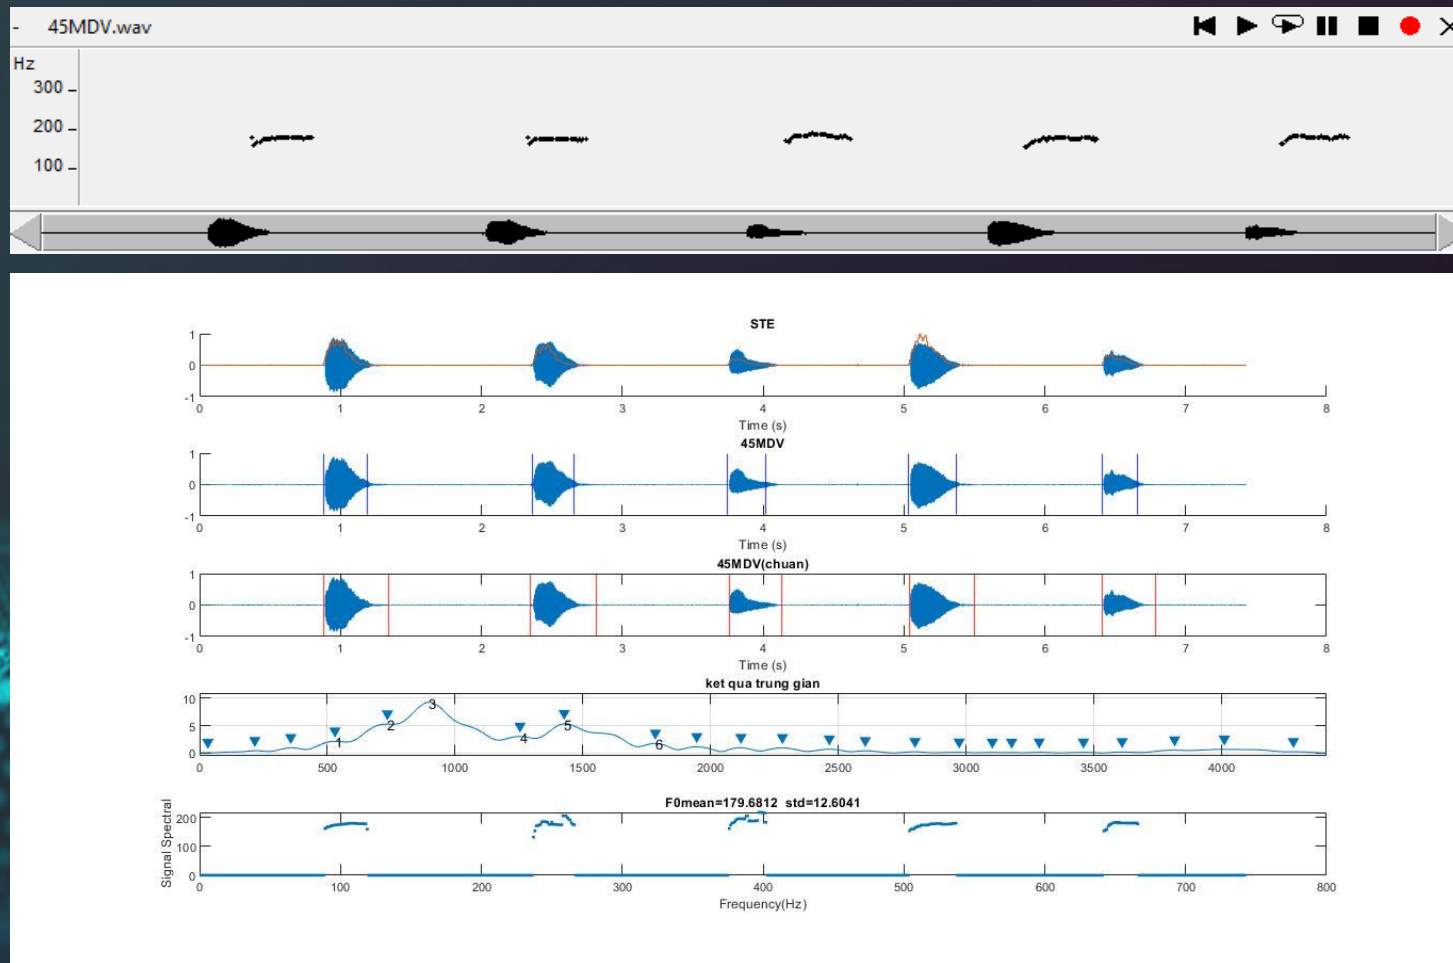 - 45MDV.wav
Hz
300
200
100
STE
1
0
-1
0 1 2 3 4 5 6 7 8
Time (s)
45MDV
1
0
-1
0 1 2 3 4 5 6 7 8
Time (s)
45MDV(chuan)
1
0
-1
0 1 2 3 4 5 6 7 8
Time (s)
ket qua trung gian
10
5
0
1 2 3 4 5 6
0 500 1000 1500 2000 2500 3000 3500 4000
F0mean=179.6812 std=12.6041
Signal Spectral
200
100
0
0 100 200 300 400 500 600 700 800
Frequency(Hz)